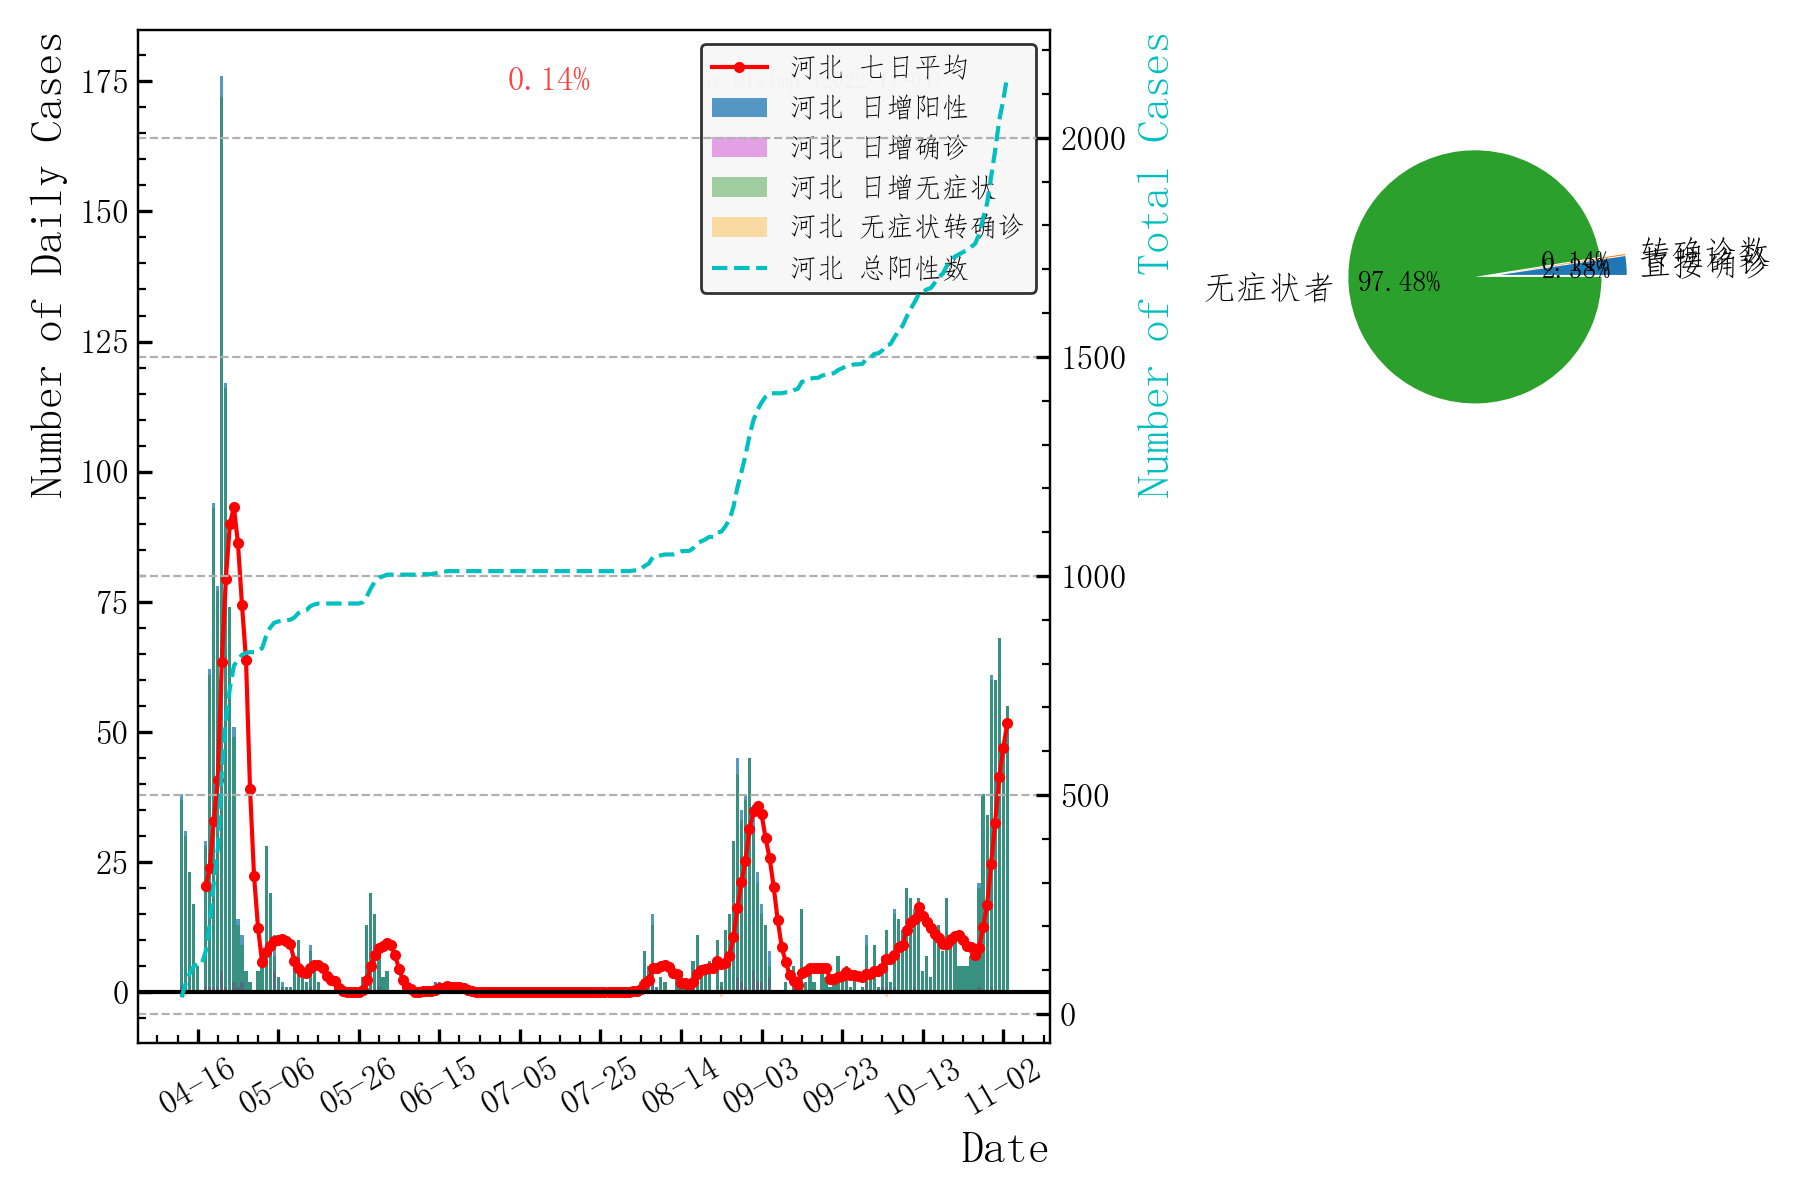 Number of Daily Cases
175
150
125
100
75
50
25
0
0.14%
河北 七日平均
河北 日增阳性
河北 日增确诊
河北 日增无症状
河北 无症状转确诊
河北 总阳性数
2000
1500
1000
500
0
Number of Total Cases
04-16
05-06
05-26
06-15
07-05
07-25
08-14
09-03
09-23
10-13
11-02
Date
无症状者
97.48%
0.14%
2.38%
转确诊数
直接确诊